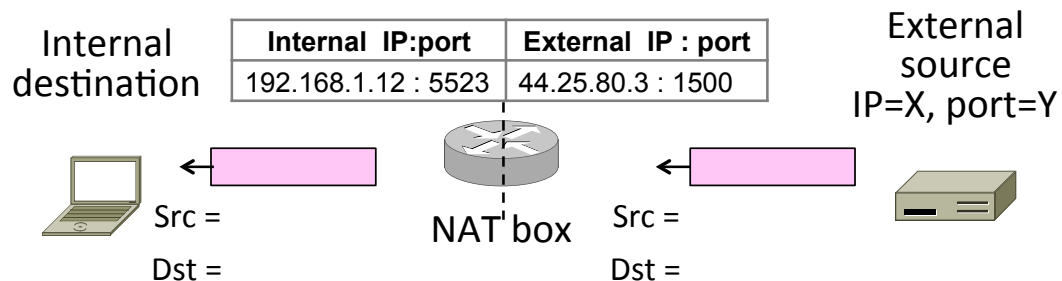 Internal
destination
Internal IP:port External IP : port
192.168.1.12 : 5523 44.25.80.3 : 1500
External
source
IP=X, port=Y
Src =
Dst =
NAT box
Src =
Dst =